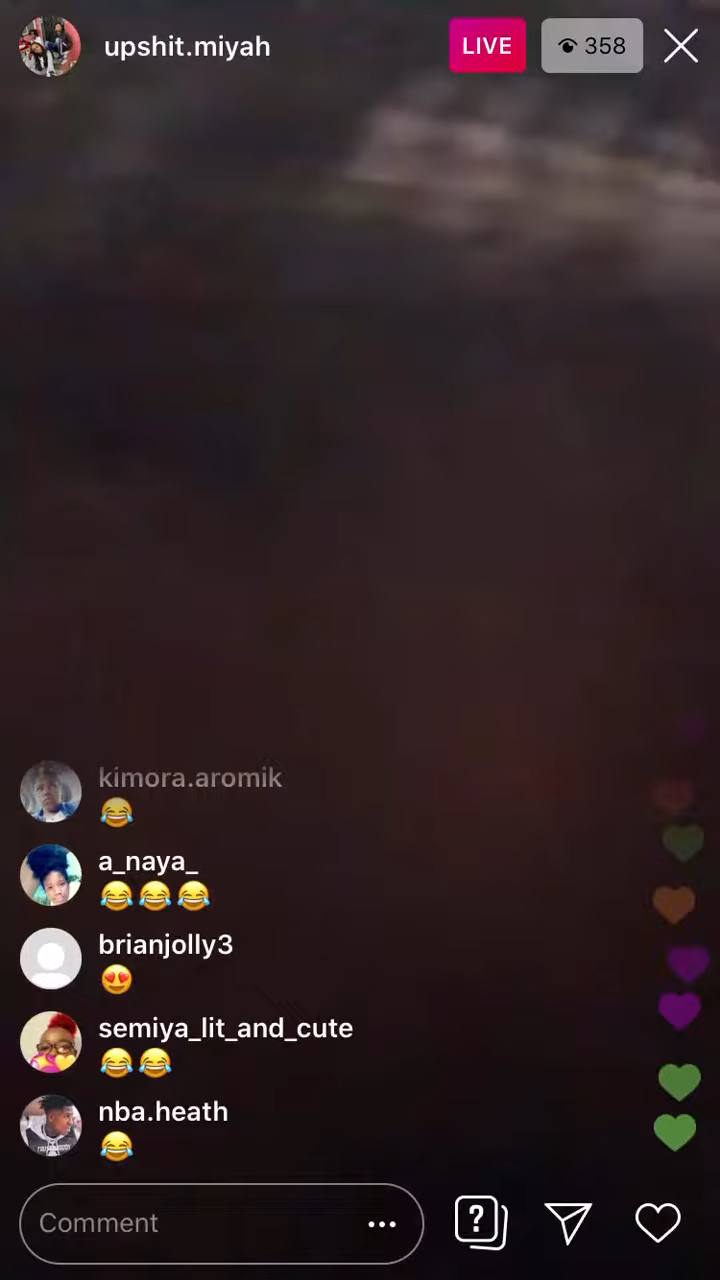 upshit.miyah
LIVE
358
kimora.aromik
😂
a_naya_
😂😂😂
brianjolly3
😍
semiya_lit_and_cute
😂😂
nba.heath
😂
Comment